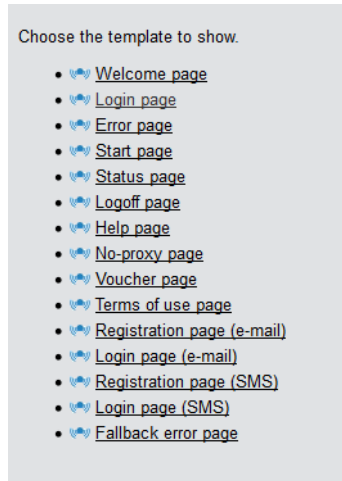 Choose the template to show.
Welcome page
Login page
Error page
Start page
Status page
Logoff page
Help page
No-proxy page
Voucher page
Terms of use page
Registration page (e-mail)
Login page (e-mail)
Registration page (SMS)
Login page (SMS)
Fallback error page